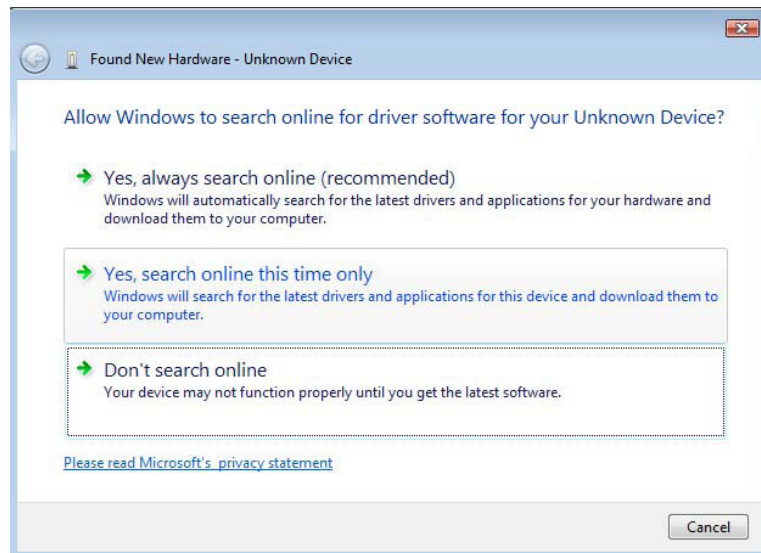 Found New Hardware - Unknown Device
Allow Windows to search online for driver software for your Unknown Device?
Yes, always search online (recommended)
Windows will automatically search for the latest drivers and applications for your hardware and
download them to your computer.
Yes, search online this time only
Windows will search for the latest drivers and applications for this device and download them to
your computer.
Don't search online
Your device may not function properly until you get the latest software.
Please read Microsoft's privacy statement
Cancel